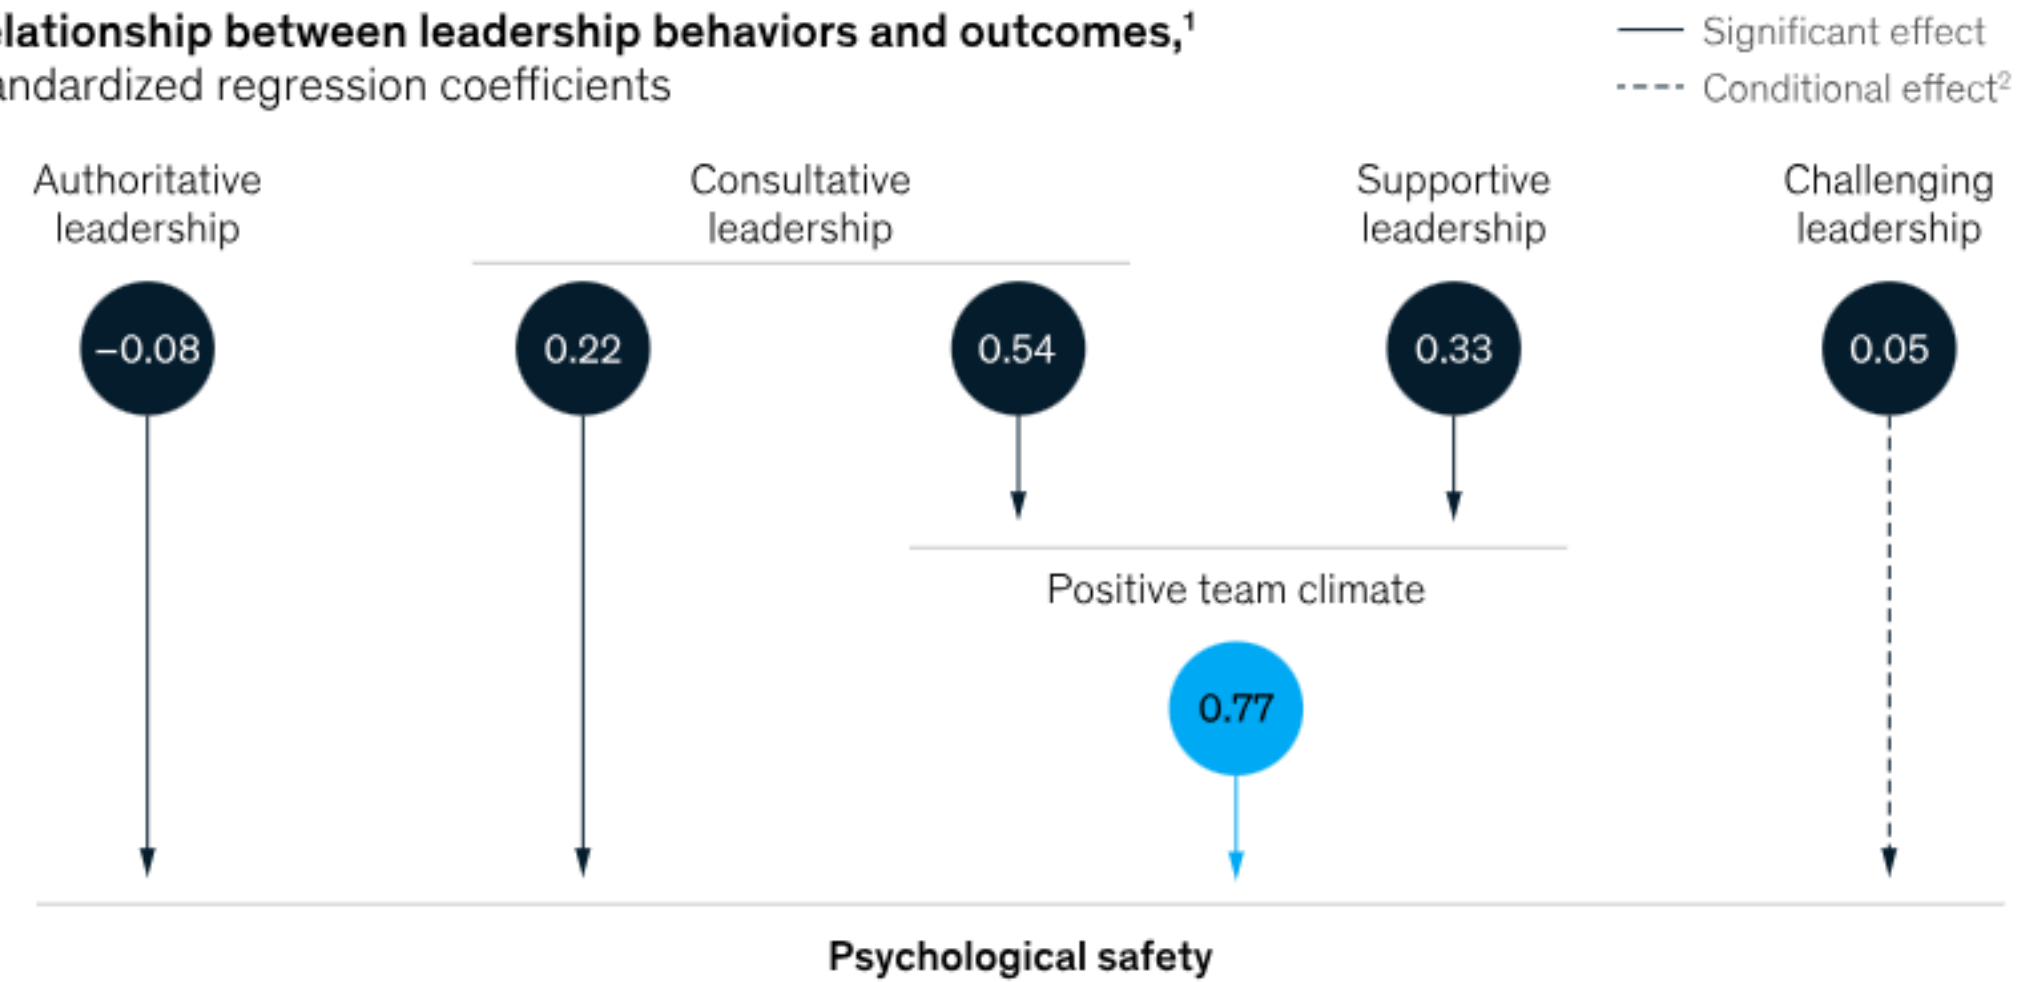 elationship between leadership behaviors and outcomes,¹
andardized regression coefficients
Significant effect
Conditional effect²
Authoritative
leadership
Consultative
leadership
Supportive
leadership
Challenging
leadership
–0.08
0.22
0.54
0.33
0.05
Positive team climate
0.77
Psychological safety